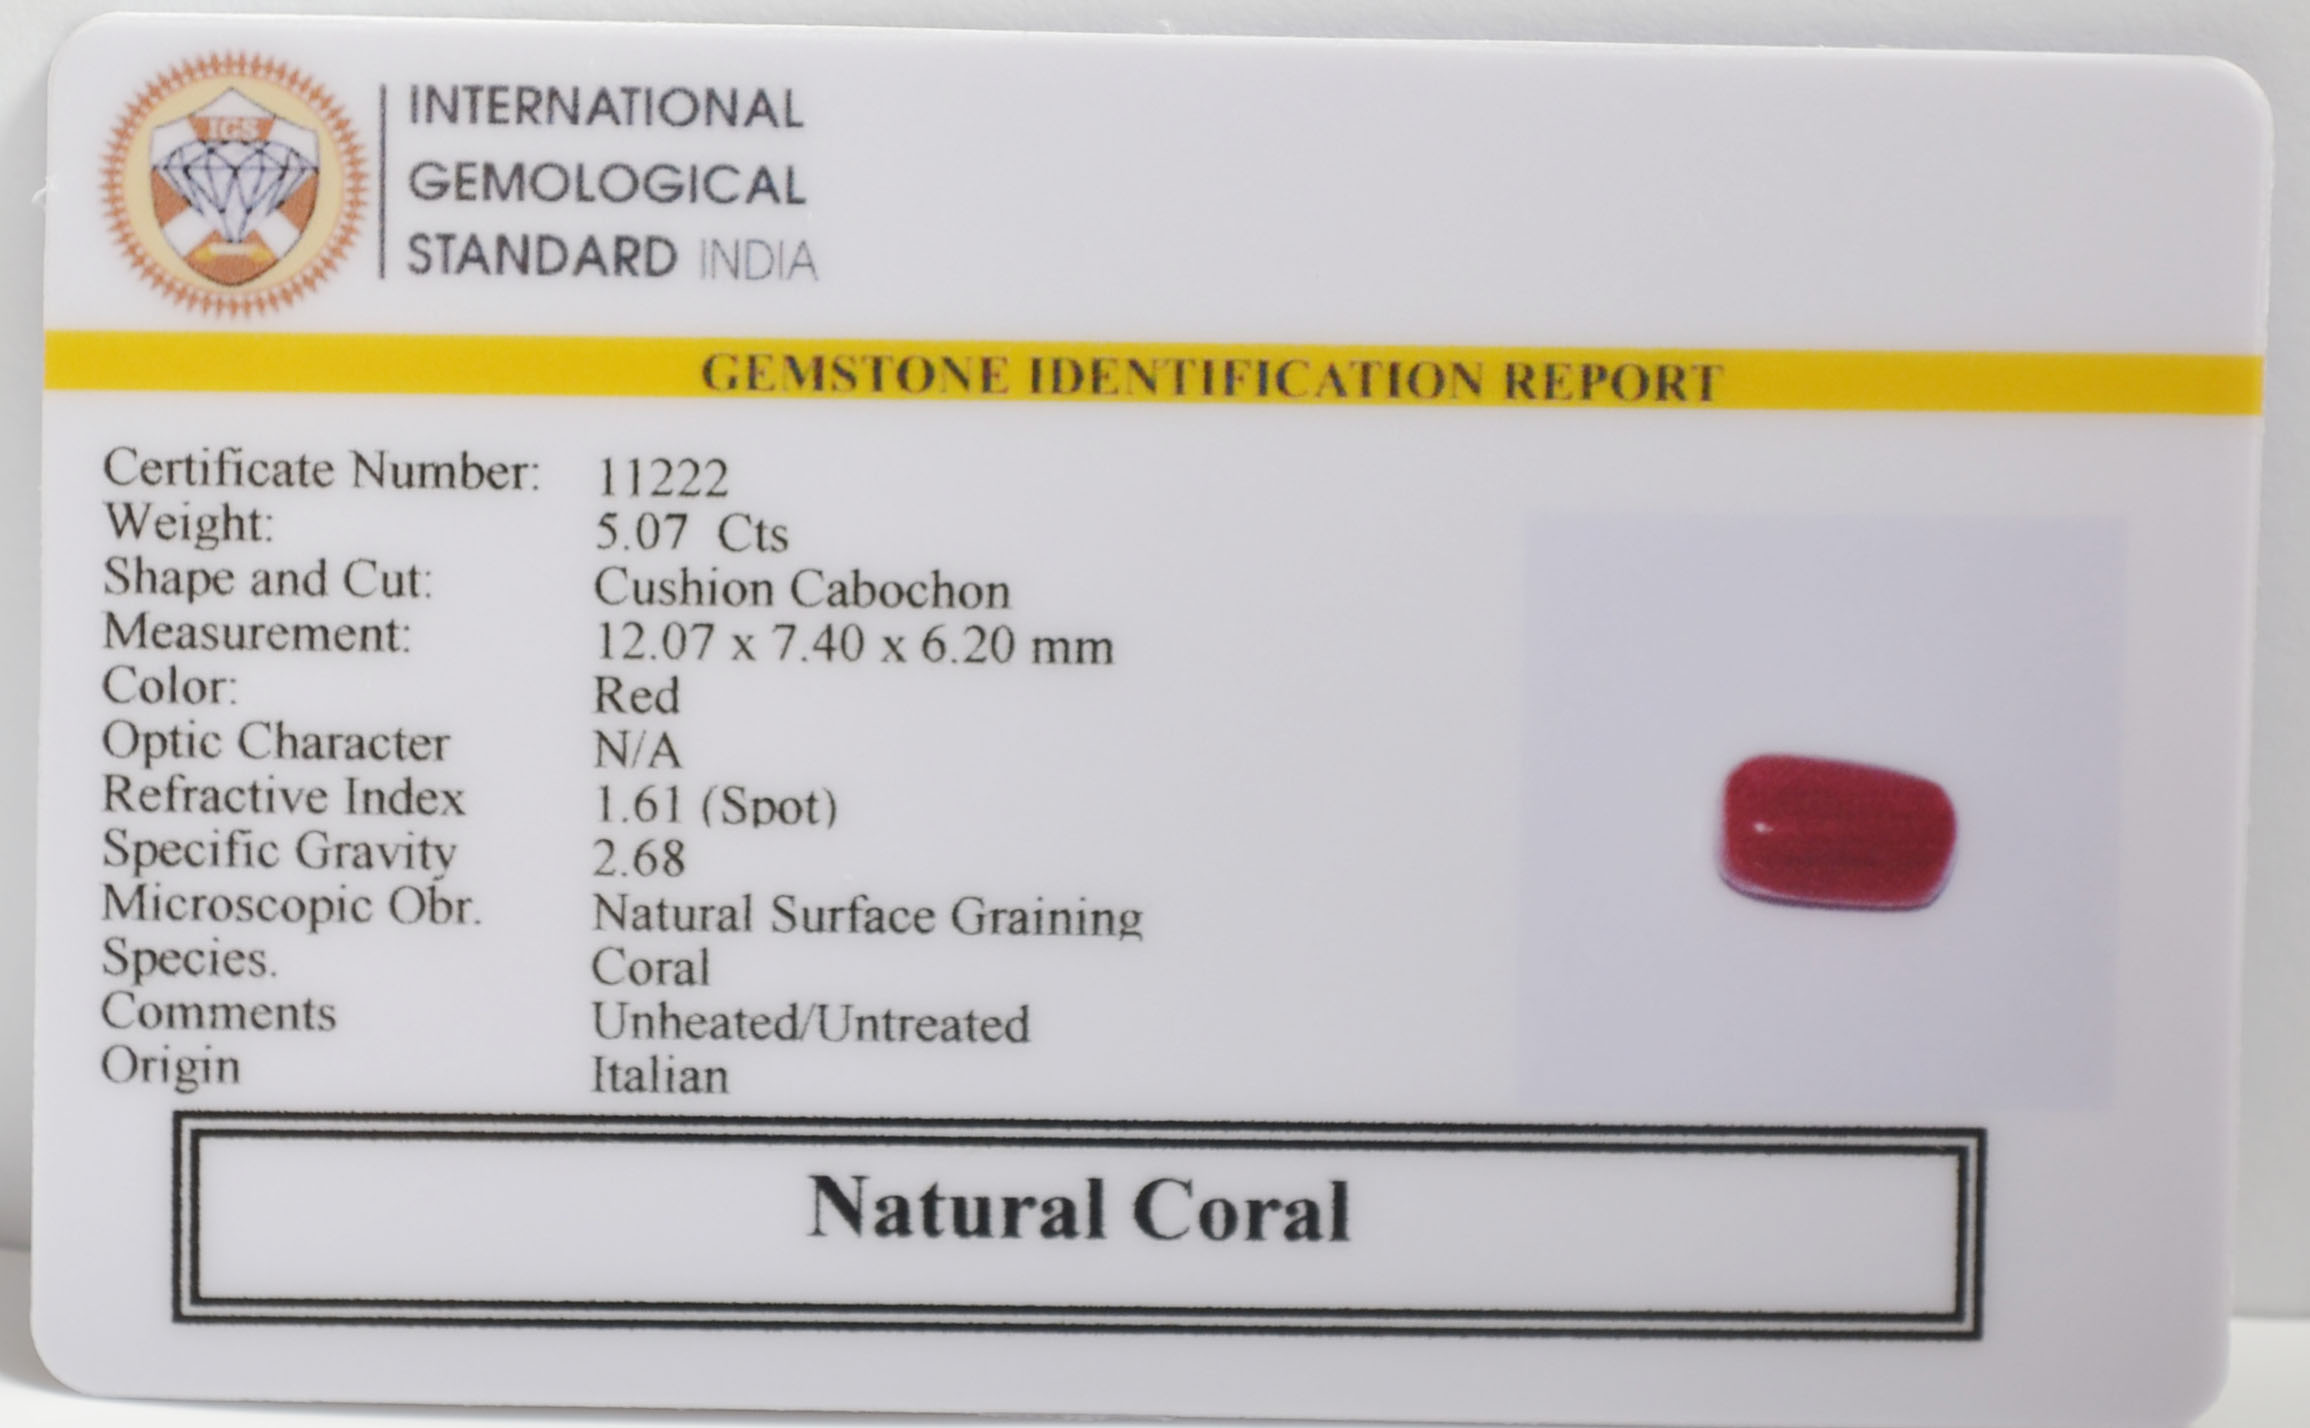 IGS
INTERNATIONAL
GEMOLOGICAL
STANDARD INDIA
GEMSTONE IDENTIFICATION REPORT
Certificate Number: 11222
Weight: 5.07 Cts
Shape and Cut: Cushion Cabochon
Measurement: 12.07 x 7.40 x 6.20 mm
Color: Red
Optic Character N/A
Refractive Index 1.61 (Spot)
Specific Gravity 2.68
Microscopic Obr. Natural Surface Graining
Species. Coral
Comments Unheated/Untreated
Origin Italian
Natural Coral